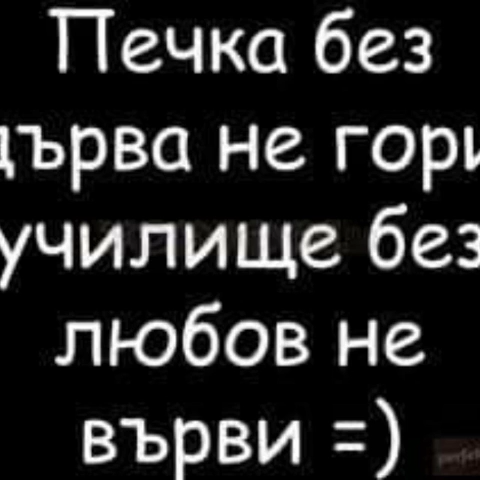 Печка без
дърва не гори
училище без
любов не
върви =)